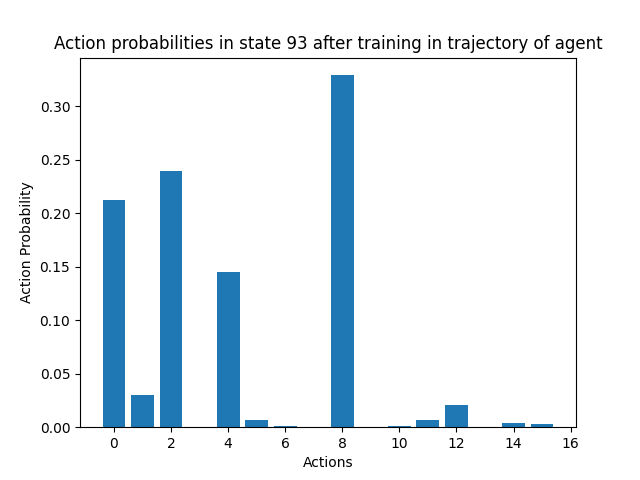 Action probabilities in state 93 after training in trajectory of agent
0.30
0.25
0.20
0.15
0.10
0.05
0.00
Action Probability
0 2 4 6 8 10 12 14 16
Actions